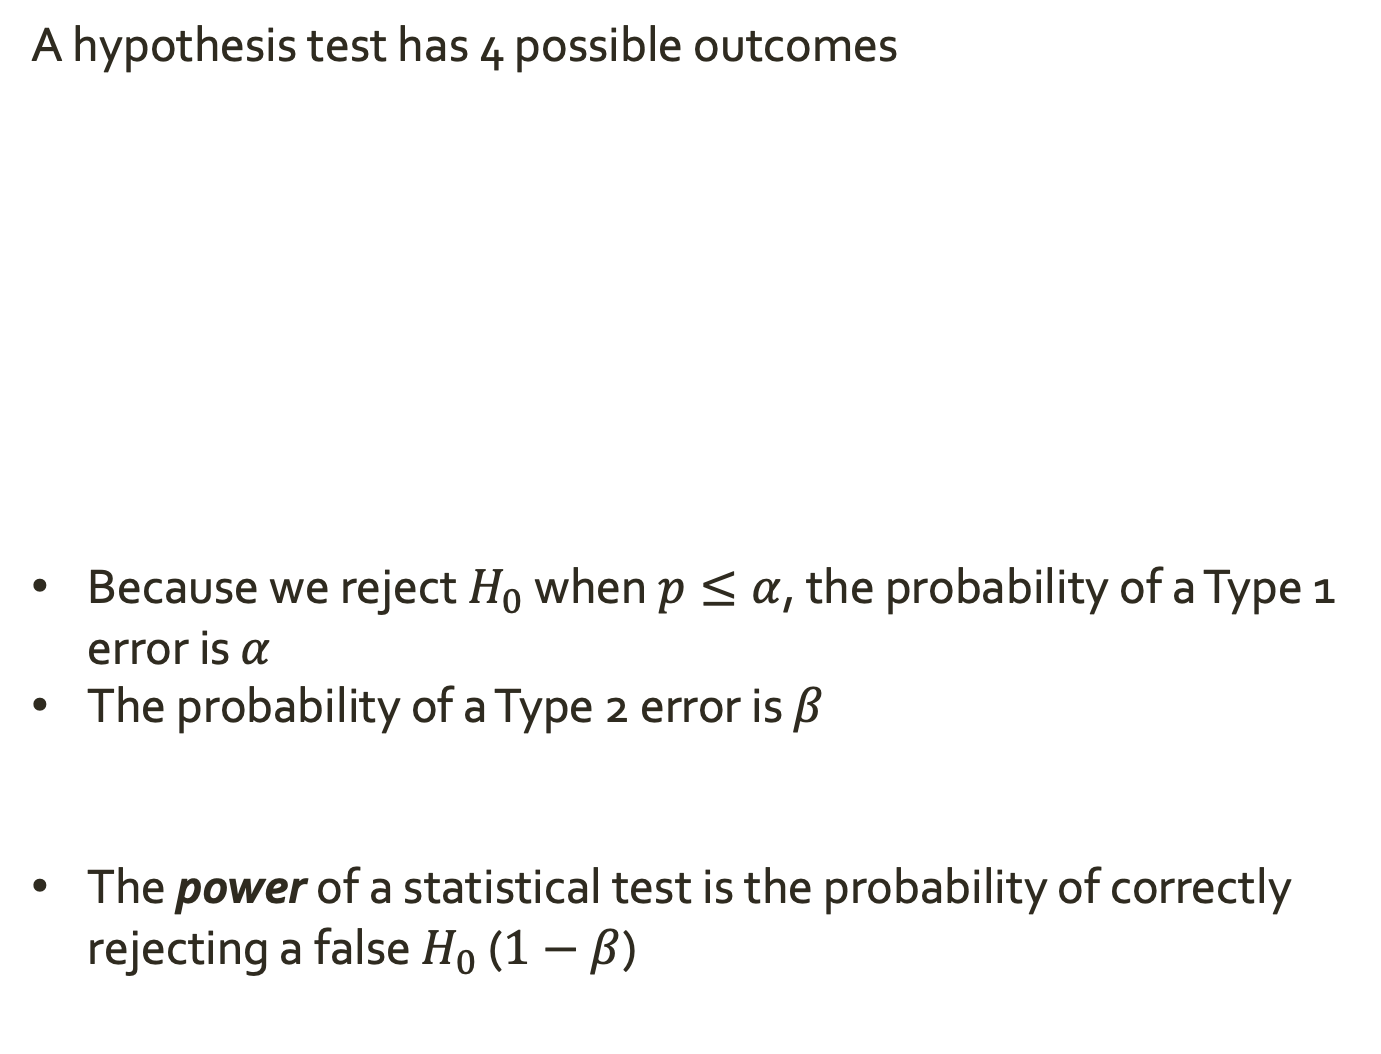 A hypothesis test has 4 possible outcomes
• Because we reject H₀ when p ≤ α, the probability of a Type 1
error is α
• The probability of a Type 2 error is β
• The power of a statistical test is the probability of correctly
rejecting a false H₀ (1 − β)